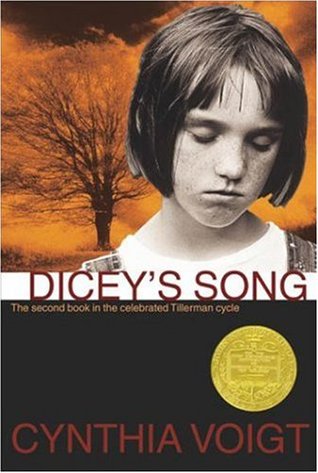 DICEY'S SONG
The second book in the celebrated Tillerman cycle
CYNTHIA VOIGT